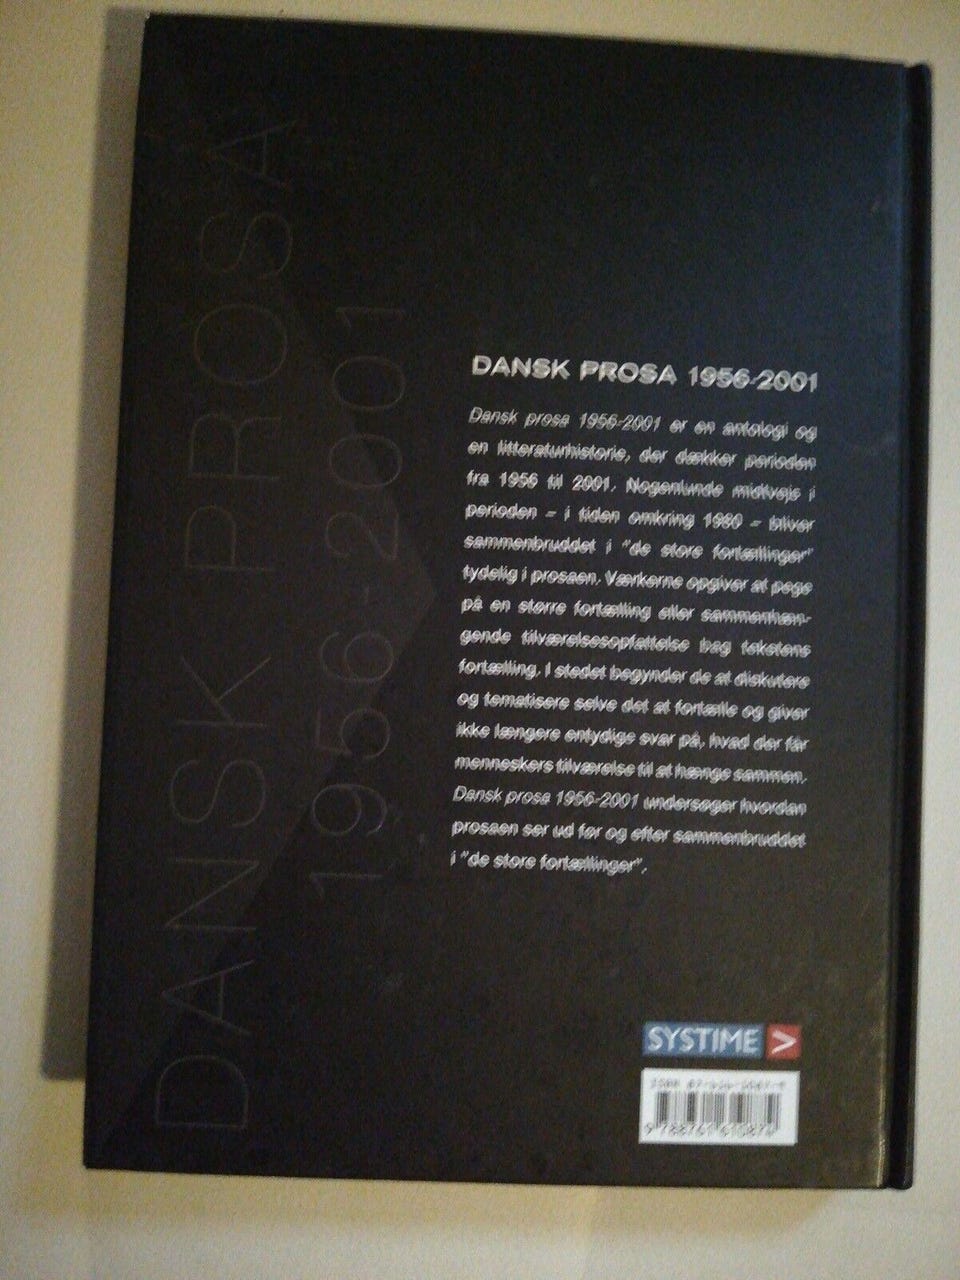 DANSK PROSA
1956-2001
DANSK PROSA 1956-2001
Dansk prosa 1956-2001 er en antologi og
en litteraturhistorie, der dækker perioden
fra 1956 til 2001. Nogenlunde midtvejs i
perioden – i tiden omkring 1980 – bliver
sammenbruddet i "de store fortællinger"
tydelig i prosaen. Værkerne opgiver at pege
på en større fortælling eller sammenhæn-
gende tilværelsesopfattelse bag tekstens
fortælling. I stedet begynder de at diskutere
og tematisere selve det at fortælle og giver
ikke længere entydige svar på, hvad der får
menneskers tilværelse til at hænge sammen.
Dansk prosa 1956-2001 undersøger hvordan
prosaen ser ud før og efter sammenbruddet
i "de store fortællinger".
SYSTIME >
ISBN
9 788761 610874